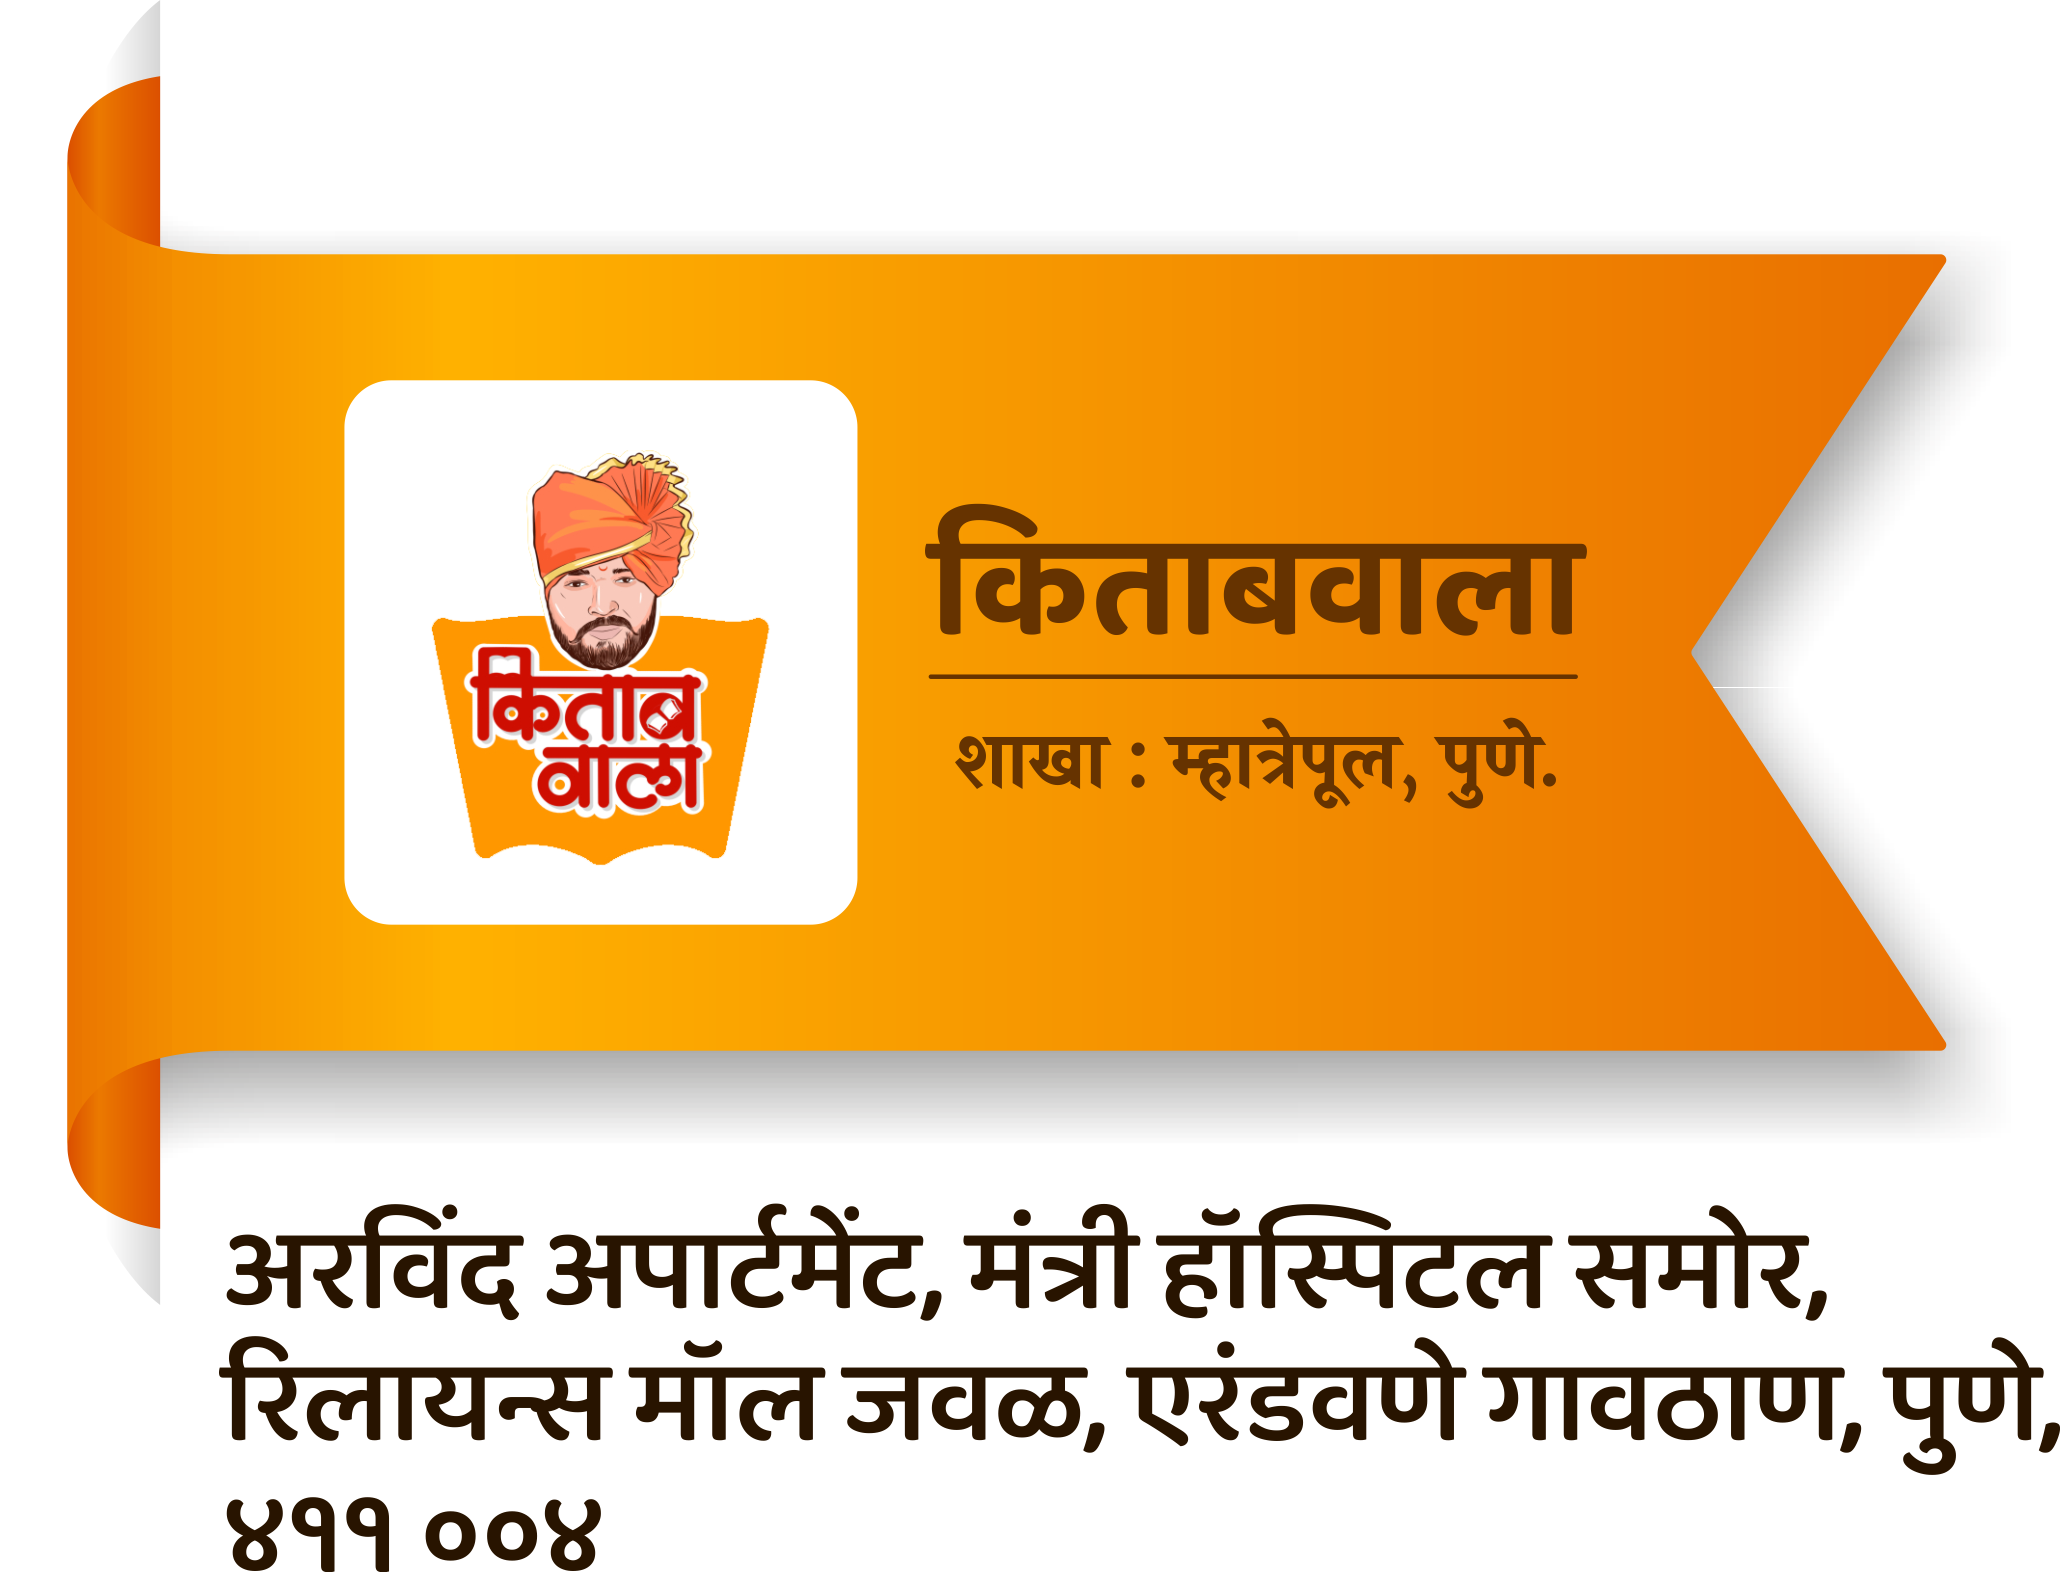 किताब
वाला
किताबवाला
शाखा : म्हात्रेपूल, पुणे.
अरविंद अपार्टमेंट, मंत्री हॉस्पिटल समोर,
रिलायन्स मॉल जवळ, एरंडवणे गावठाण, पुणे,
४११ ००४